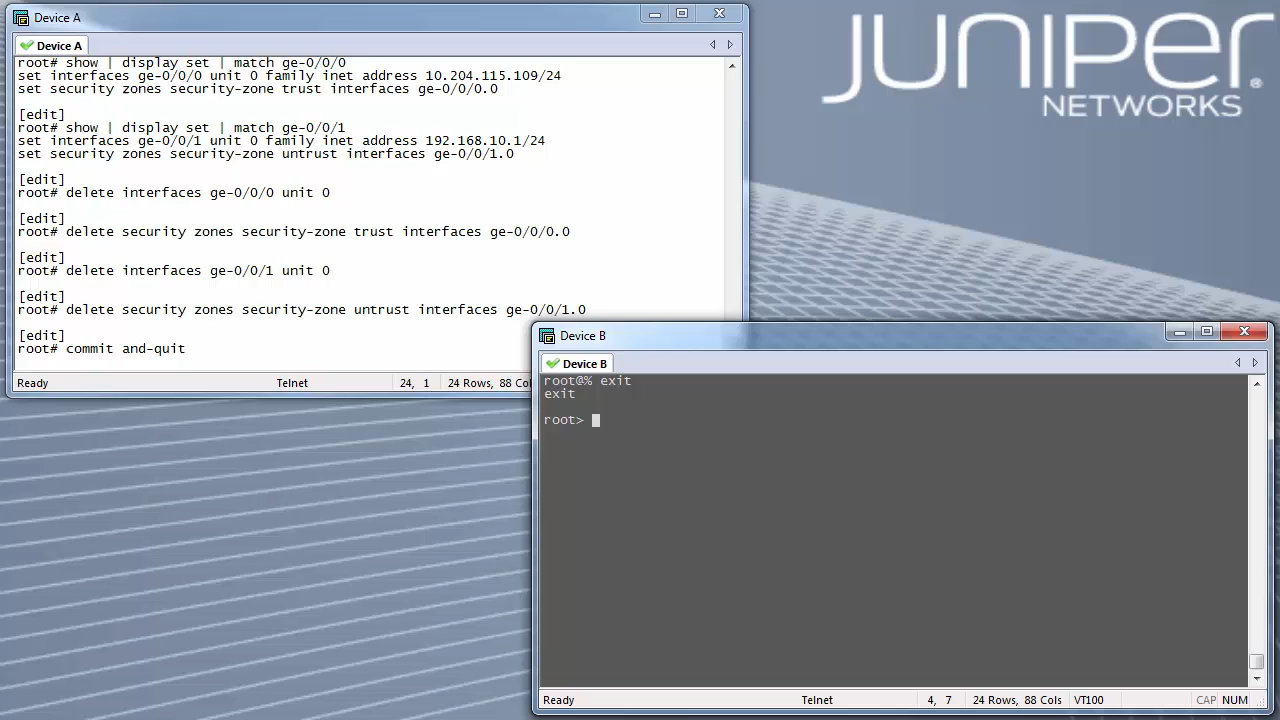 Device A
JUNIPER
NETWORKS
Device A
root# show | display set | match ge-0/0/0
set interfaces ge-0/0/0 unit 0 family inet address 10.204.115.109/24
set security zones security-zone trust interfaces ge-0/0/0.0
[edit]
root# show | display set | match ge-0/0/1
set interfaces ge-0/0/1 unit 0 family inet address 192.168.10.1/24
set security zones security-zone untrust interfaces ge-0/0/1.0
[edit]
root# delete interfaces ge-0/0/0 unit 0
[edit]
root# delete security zones security-zone trust interfaces ge-0/0/0.0
[edit]
root# delete interfaces ge-0/0/1 unit 0
[edit]
root# delete security zones security-zone untrust interfaces ge-0/0/1.0
[edit]
root# commit and-quit
Ready Telnet 24, 1 24 Rows, 88 Co
Device B
Device B
root@% exit
exit
root>
Ready Telnet 4, 7 24 Rows, 88 Cols VT100 CAP NUM